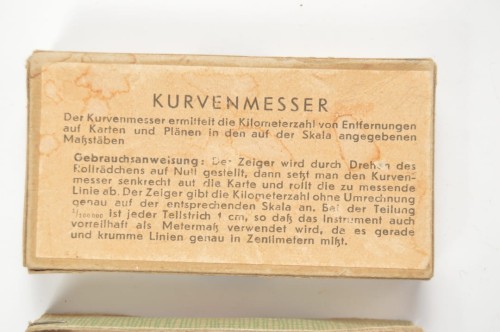 KURVENMESSER
Der Kurvenmesser ermittelt die Kilometerzahl von Entfernungen
auf Karten und Plänen in den auf der Skala angegebenen
Maßstäben
Gebrauchsanweisung: Der Zeiger wird durch Drehen des
Rollrädchens auf Null gestellt, dann setzt man den Kurven-
messer senkrecht auf die Karte und rollt die zu messende
Linie ab. Der Zeiger gibt die Kilometerzahl ohne Umrechnung
genau auf der entsprechenden Skala an. Bei der Teilung
ist jeder Teilstrich 1 cm, so daß das Instrument auch
vorteilhaft als Metermaß verwendet wird, da es gerade
und krumme Linien genau in Zentimetern mißt.